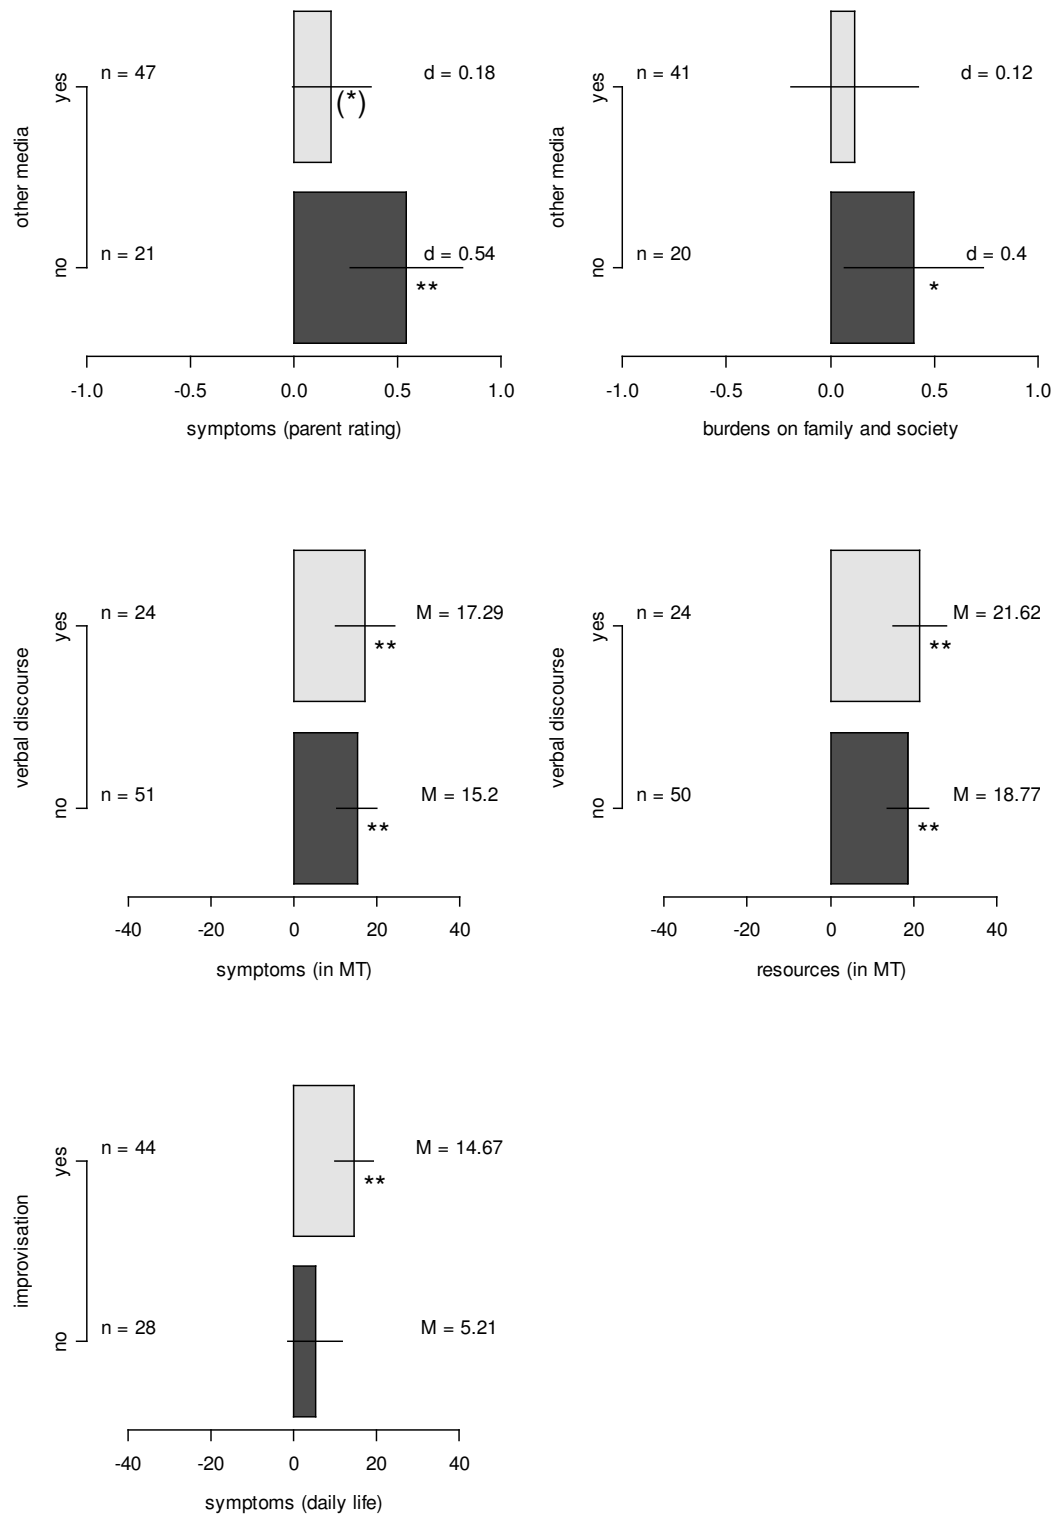 other media
yes
n = 47
d = 0.18
(*)
no
n = 21
d = 0.54
**
-1.0 -0.5 0.0 0.5 1.0
symptoms (parent rating)
other media
yes
n = 41
d = 0.12
no
n = 20
d = 0.4
*
-1.0 -0.5 0.0 0.5 1.0
burdens on family and society
verbal discourse
yes
n = 24
M = 17.29
**
no
n = 51
M = 15.2
**
-40 -20 0 20 40
symptoms (in MT)
verbal discourse
yes
n = 24
M = 21.62
**
no
n = 50
M = 18.77
**
-40 -20 0 20 40
resources (in MT)
improvisation
yes
n = 44
M = 14.67
**
no
n = 28
M = 5.21
-40 -20 0 20 40
symptoms (daily life)